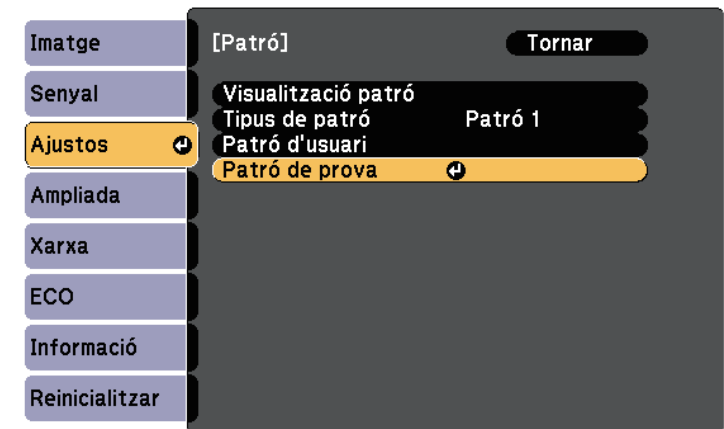 Imatge
Senyal
Ajustos
Ampliada
Xarxa
ECO
Informació
Reinicialitzar
[Patró] Tornar
Visualització patró
Tipus de patró Patró 1
Patró d'usuari
Patró de prova